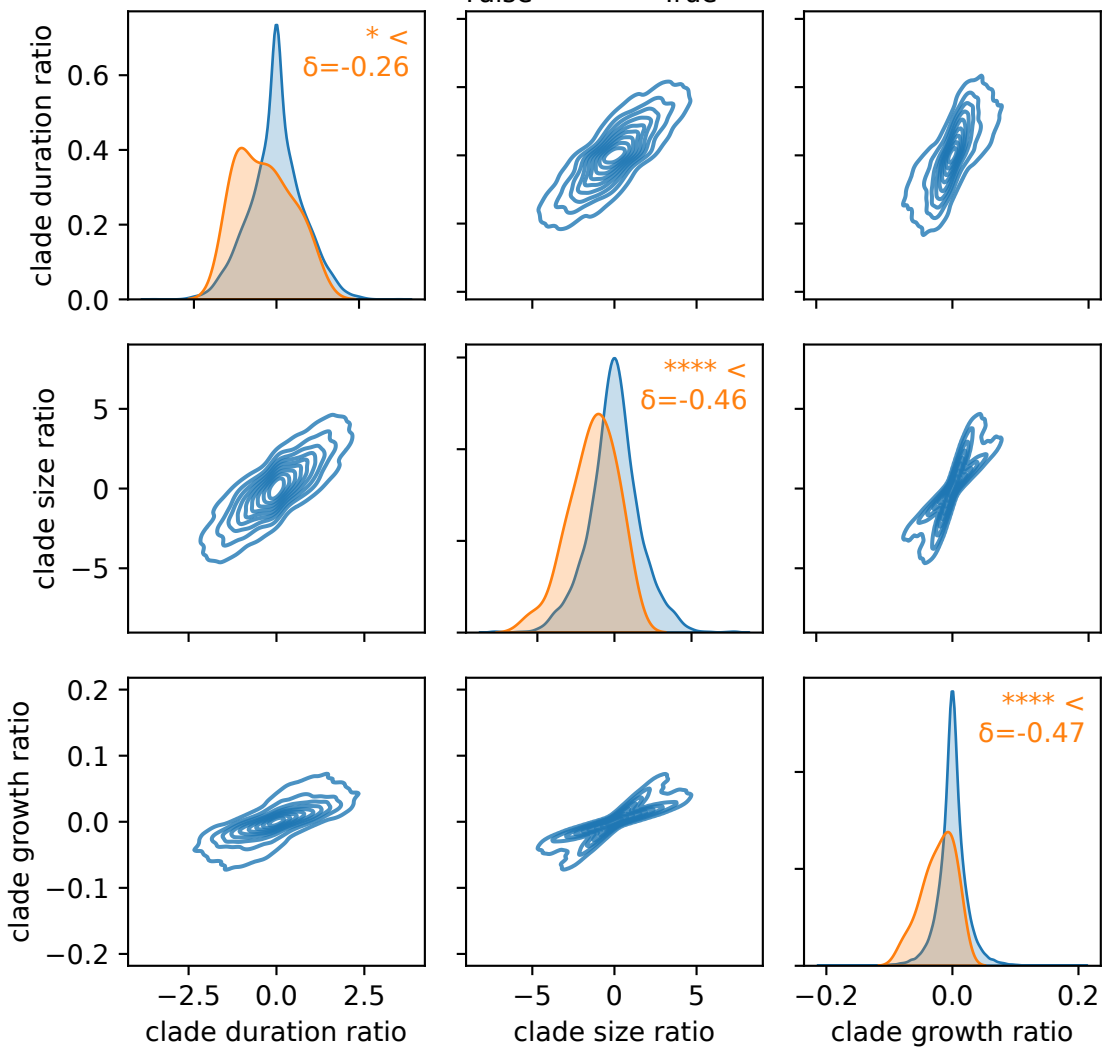 clade duration ratio
0.6
0.4
0.2
0.0
* <
δ=-0.26
clade size ratio
5
0
−5
**** <
δ=-0.46
clade growth ratio
0.2
0.1
0.0
−0.1
−0.2
**** <
δ=-0.47
−2.5 0.0 2.5
−5 0 5
−0.2 0.0 0.2
clade duration ratio
clade size ratio
clade growth ratio